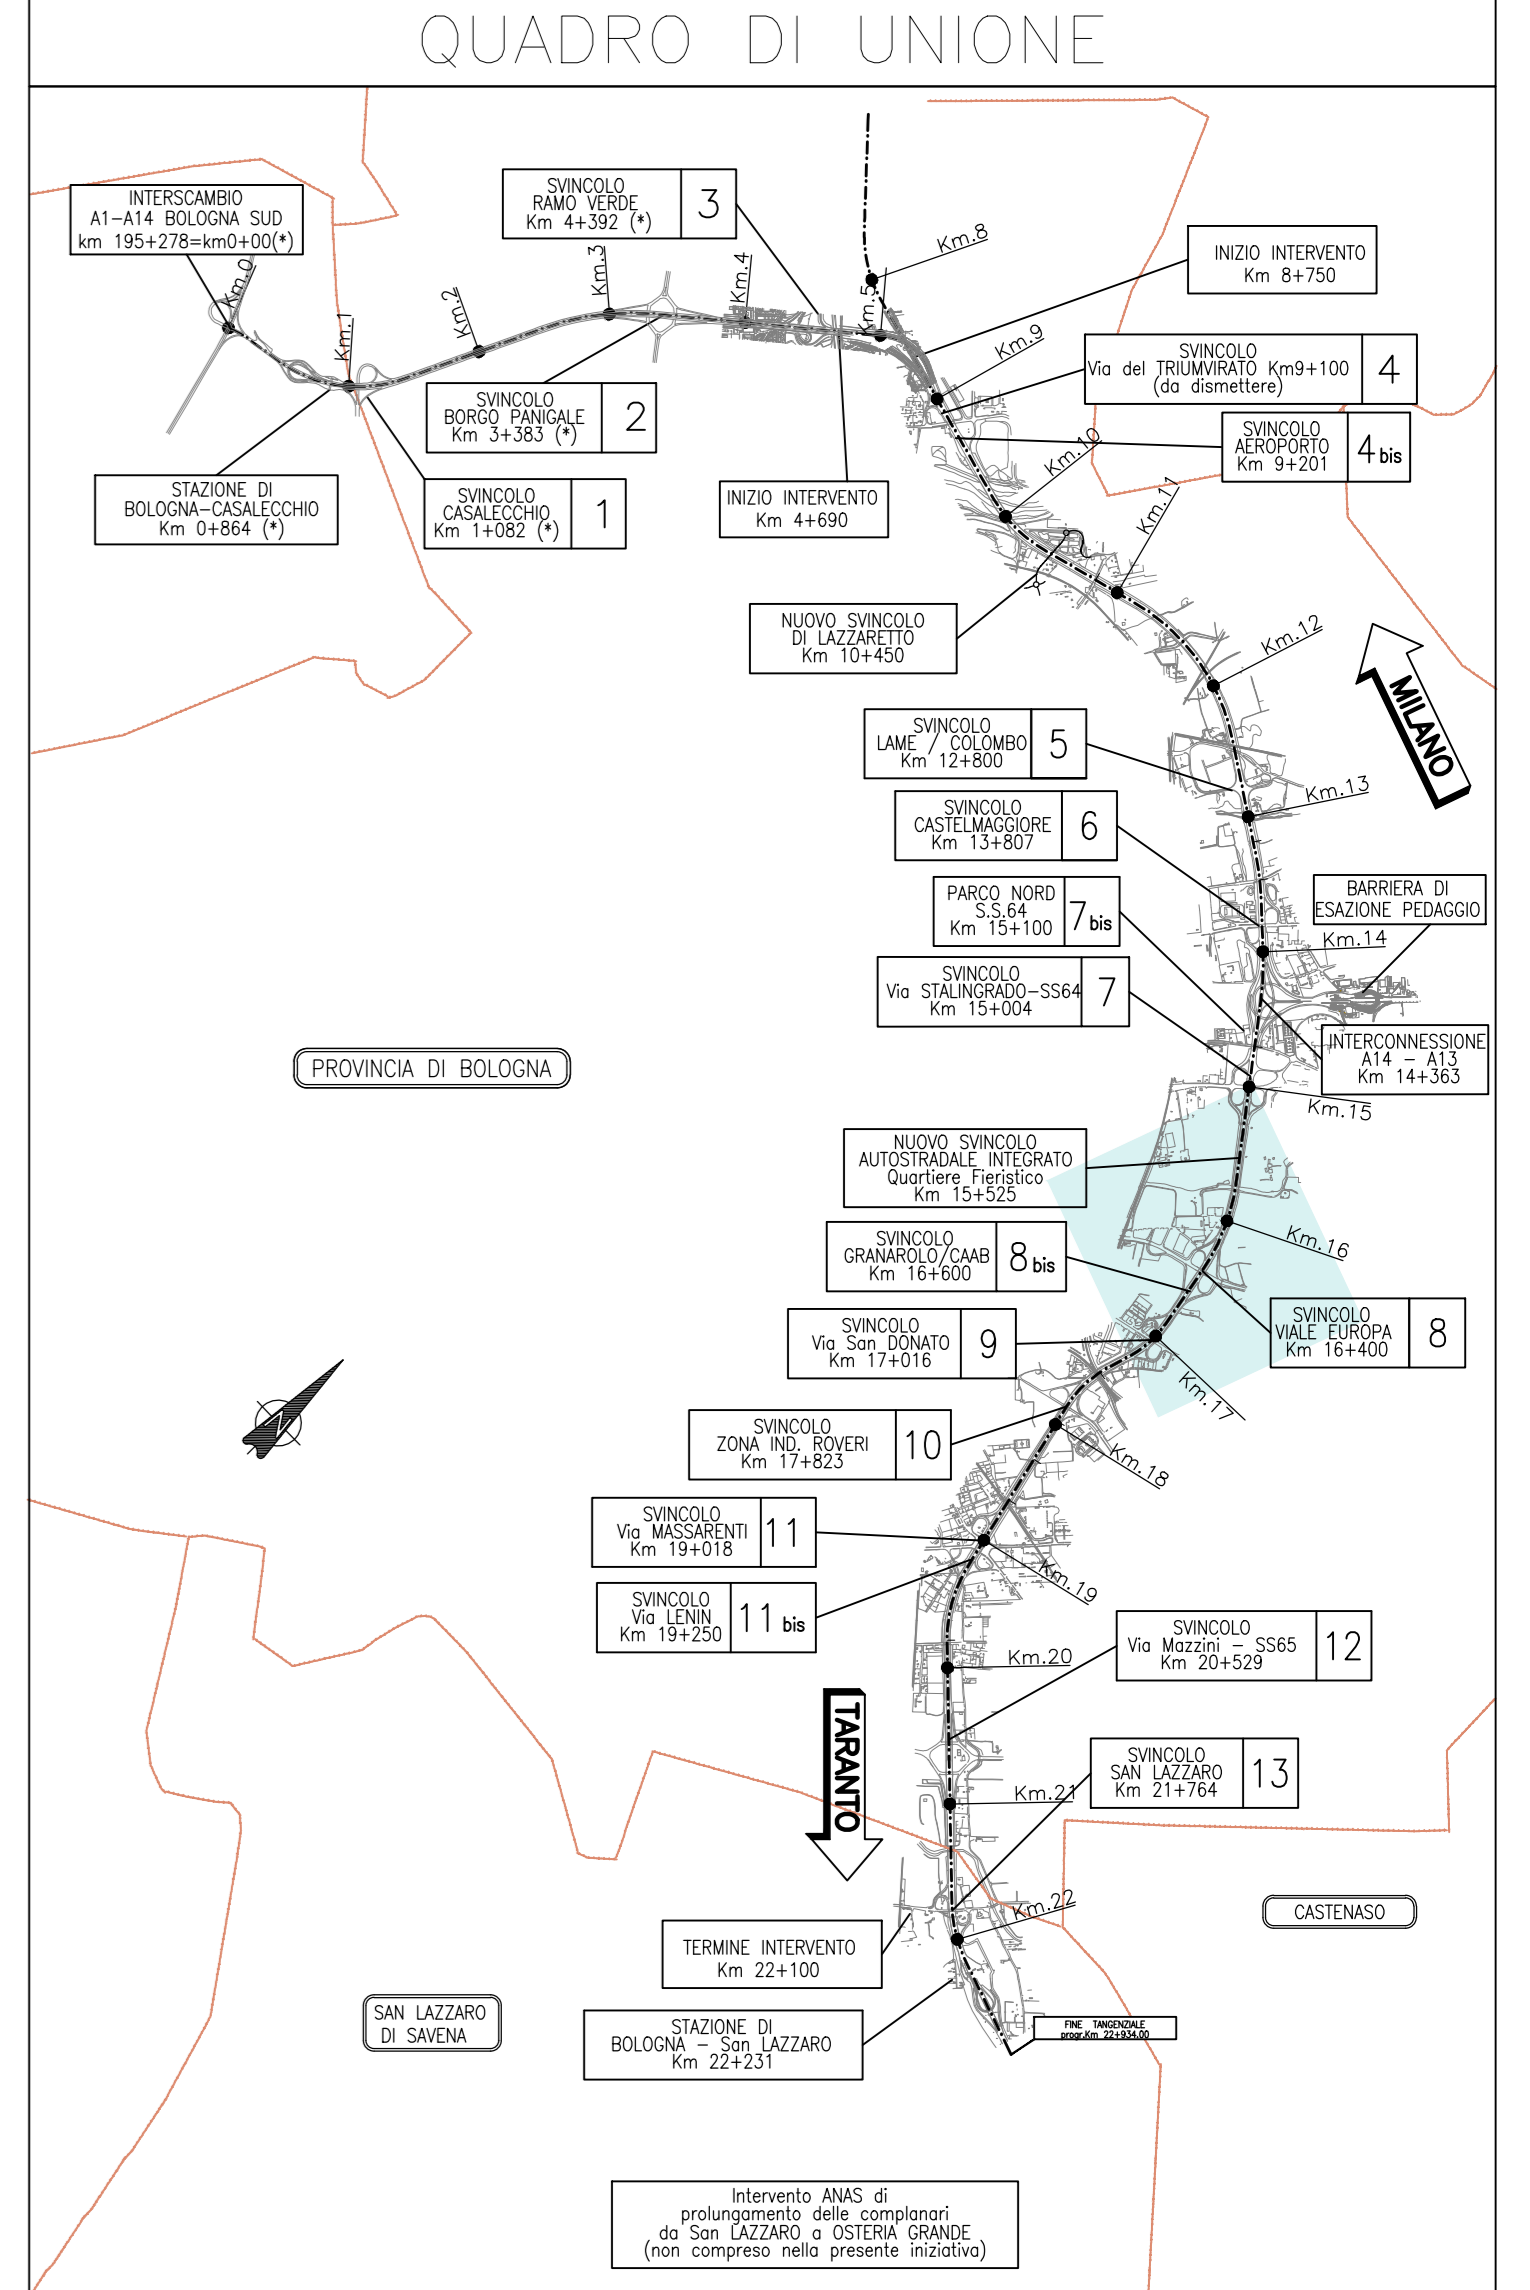 QUADRO DI UNIONE
INTERSCAMBIO
A1-A14 BOLOGNA SUD
km 195+278=km0+00(*)
SVINCOLO
RAMO VERDE
Km 4+392 (*)
3
Km.0
Km.1
Km.2
Km.3
Km.4
Km.5
Km.8
INIZIO INTERVENTO
Km 8+750
Km.9
SVINCOLO
Via del TRIUMVIRATO Km9+100
(da dismettere)
4
SVINCOLO
BORGO PANIGALE
Km 3+383 (*)
2
SVINCOLO
AEROPORTO
Km 9+201
4 bis
Km.10
STAZIONE DI
BOLOGNA-CASALECCHIO
Km 0+864 (*)
SVINCOLO
CASALECCHIO
Km 1+082 (*)
1
INIZIO INTERVENTO
Km 4+690
Km.11
NUOVO SVINCOLO
DI LAZZARETTO
Km 10+450
Km.12
MILANO
SVINCOLO
LAME / COLOMBO
Km 12+800
5
Km.13
SVINCOLO
CASTELMAGGIORE
Km 13+807
6
PARCO NORD
S.S.64
Km 15+100
7 bis
BARRIERA DI
ESAZIONE PEDAGGIO
Km.14
SVINCOLO
Via STALINGRADO-SS64
Km 15+004
7
INTERCONNESSIONE
A14 - A13
Km 14+363
PROVINCIA DI BOLOGNA
Km.15
NUOVO SVINCOLO
AUTOSTRADALE INTEGRATO
Quartiere Fieristico
Km 15+525
Km.16
SVINCOLO
GRANAROLO/CAAB
Km 16+600
8 bis
SVINCOLO
VIALE EUROPA
Km 16+400
8
SVINCOLO
Via San DONATO
Km 17+016
9
Km.17
SVINCOLO
ZONA IND. ROVERI
Km 17+823
10
Km.18
SVINCOLO
Via MASSARENTI
Km 19+018
11
Km.19
SVINCOLO
Via LENIN
Km 19+250
11 bis
SVINCOLO
Via Mazzini - SS65
Km 20+529
12
Km.20
TARANTO
SVINCOLO
SAN LAZZARO
Km 21+764
13
Km.21
Km.22
CASTENASO
TERMINE INTERVENTO
Km 22+100
SAN LAZZARO
DI SAVENA
STAZIONE DI
BOLOGNA - San LAZZARO
Km 22+231
FINE TANGENZIALE
progr.Km 22+934.00
Intervento ANAS di
prolungamento delle complanari
da San LAZZARO a OSTERIA GRANDE
(non compreso nella presente iniziativa)